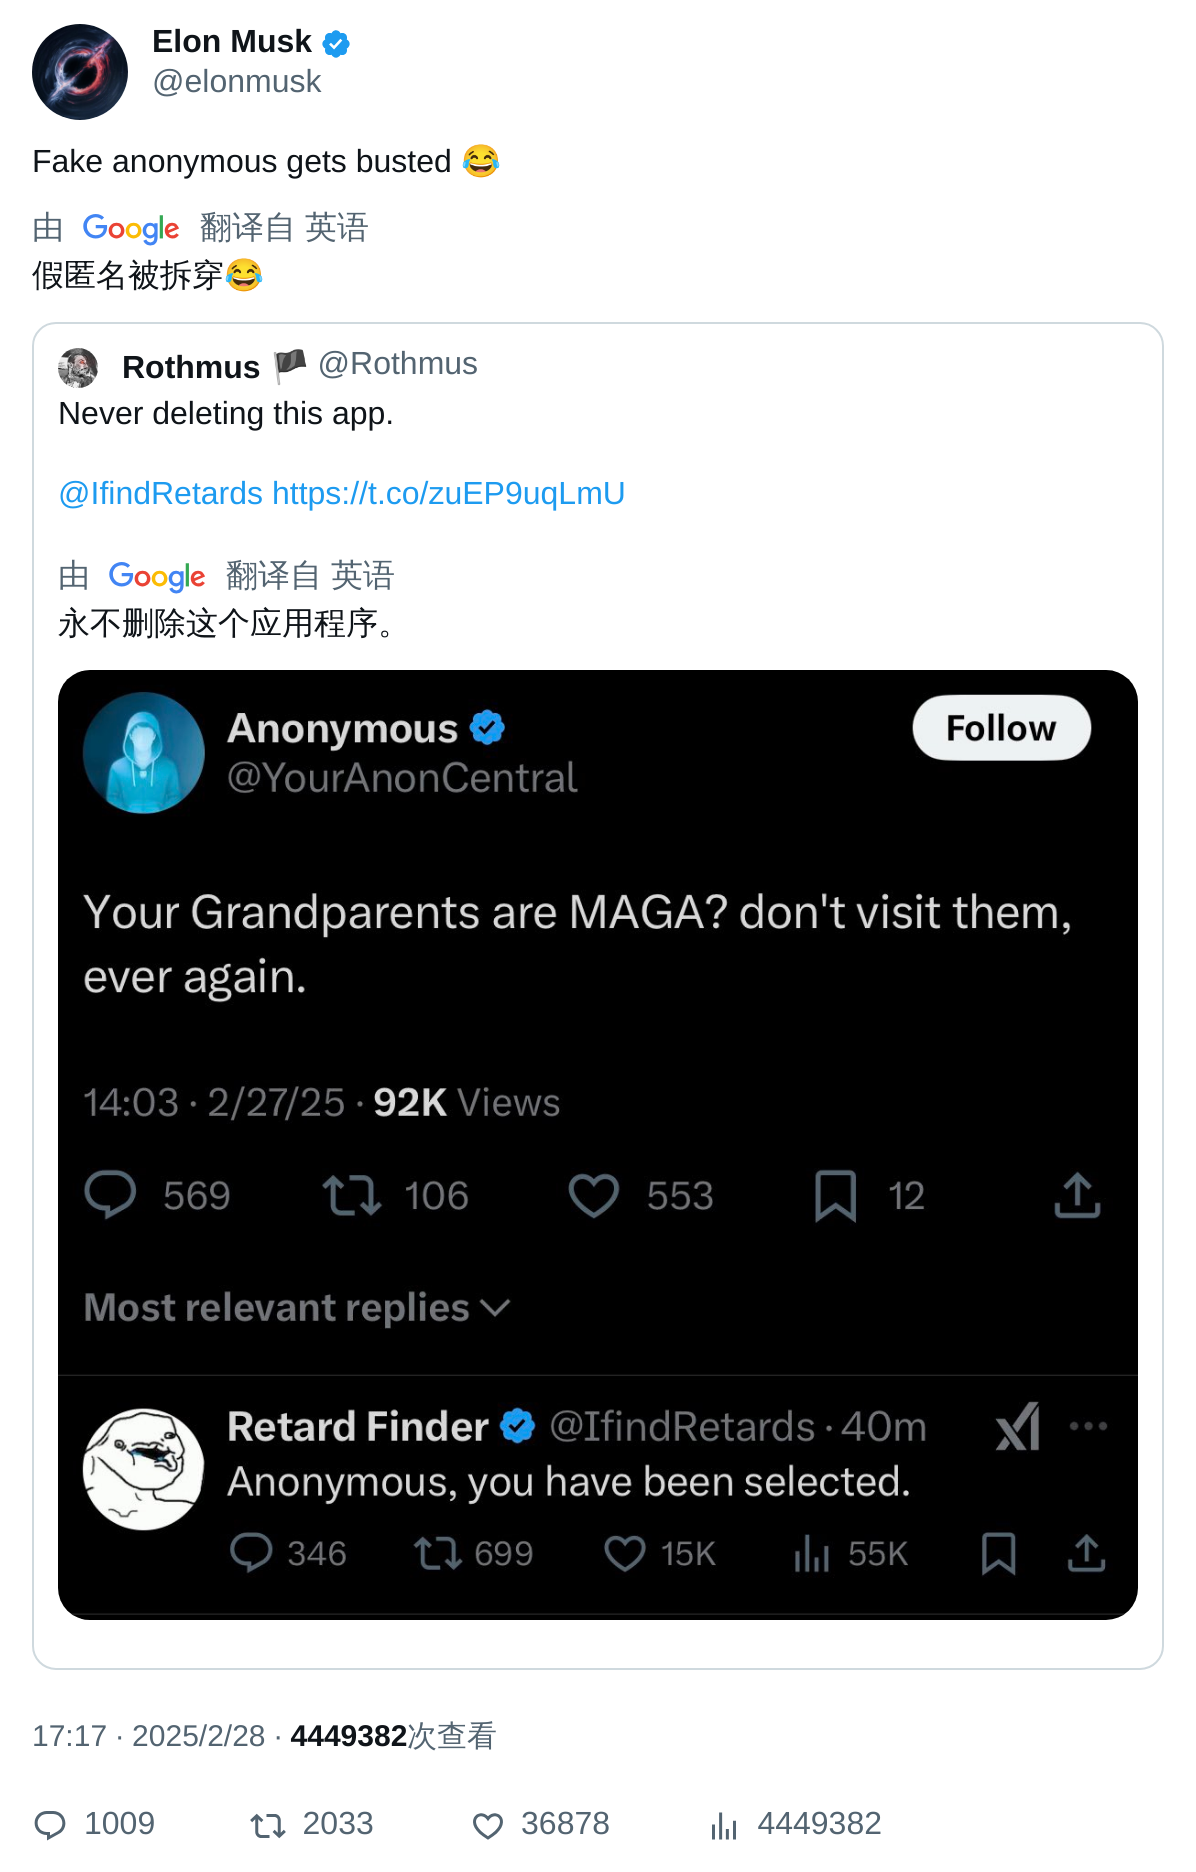 Elon Musk
@elonmusk
Fake anonymous gets busted 😂
由 Google 翻译自 英语
假匿名被拆穿😂
Rothmus 🏴 @Rothmus
Never deleting this app.
@IfindRetards https://t.co/zuEP9uqLmU
由 Google 翻译自 英语
永不删除这个应用程序。
Anonymous
Follow
@YourAnonCentral
Your Grandparents are MAGA? don't visit them,
ever again.
14:03 · 2/27/25 · 92K Views
569 106 553 12
Most relevant replies
Retard Finder @IfindRetards · 40m
Anonymous, you have been selected.
346 699 15K 55K
17:17 · 2025/2/28 · 4449382次查看
1009 2033 36878 4449382